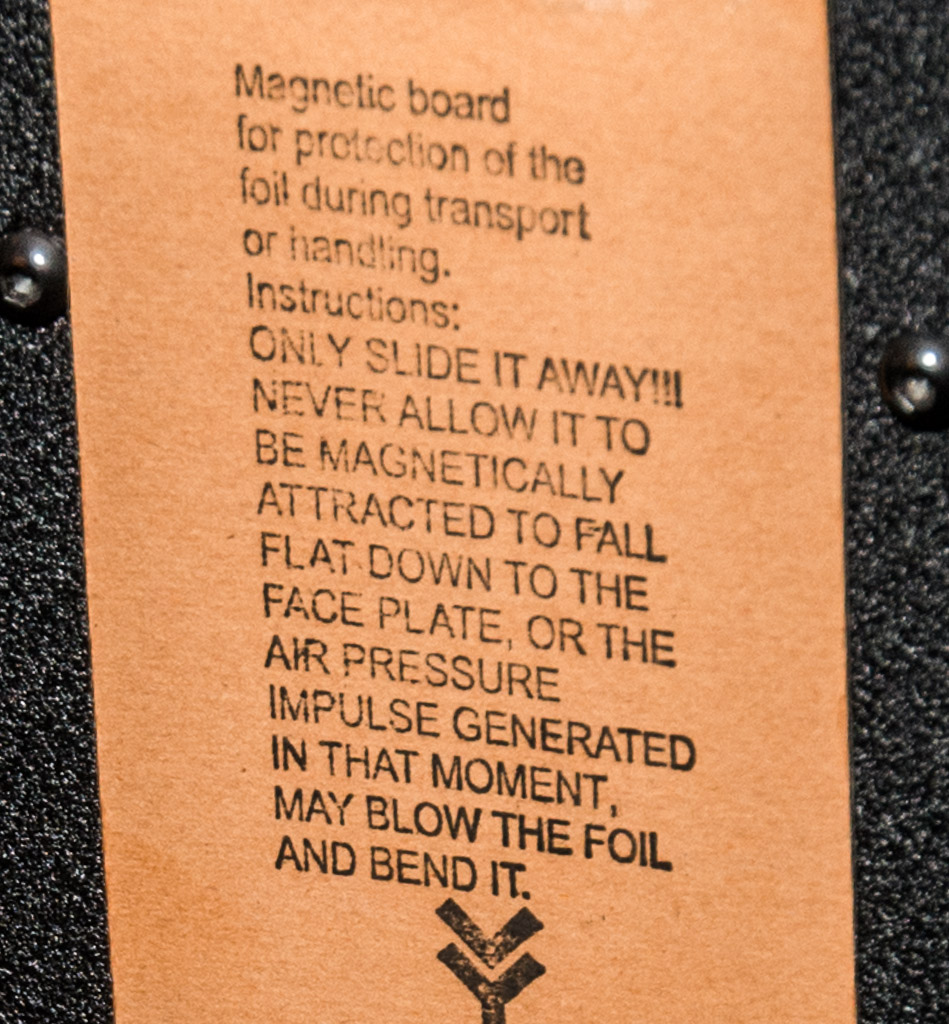 Magnetic board
for protection of the
foil during transport
or handling.
Instructions:
ONLY SLIDE IT AWAY!!!
NEVER ALLOW IT TO
BE MAGNETICALLY
ATTRACTED TO FALL
FLAT DOWN TO THE
FACE PLATE, OR THE
AIR PRESSURE
IMPULSE GENERATED
IN THAT MOMENT,
MAY BLOW THE FOIL
AND BEND IT.